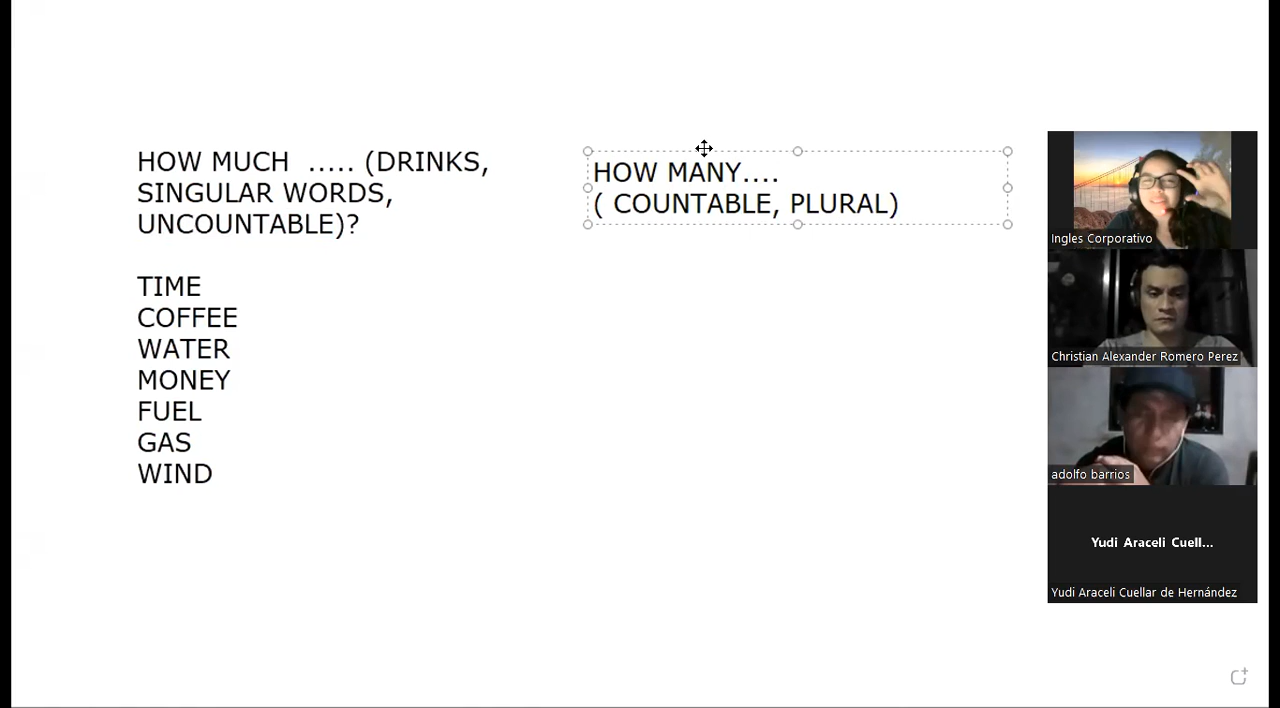 HOW MUCH ..... (DRINKS,
SINGULAR WORDS,
UNCOUNTABLE)?
TIME
COFFEE
WATER
MONEY
FUEL
GAS
WIND
HOW MANY....
( COUNTABLE, PLURAL)
Ingles Corporativo
Christian Alexander Romero Perez
adolfo barrios
Yudi Araceli Cuell...
Yudi Araceli Cuellar de Hernández